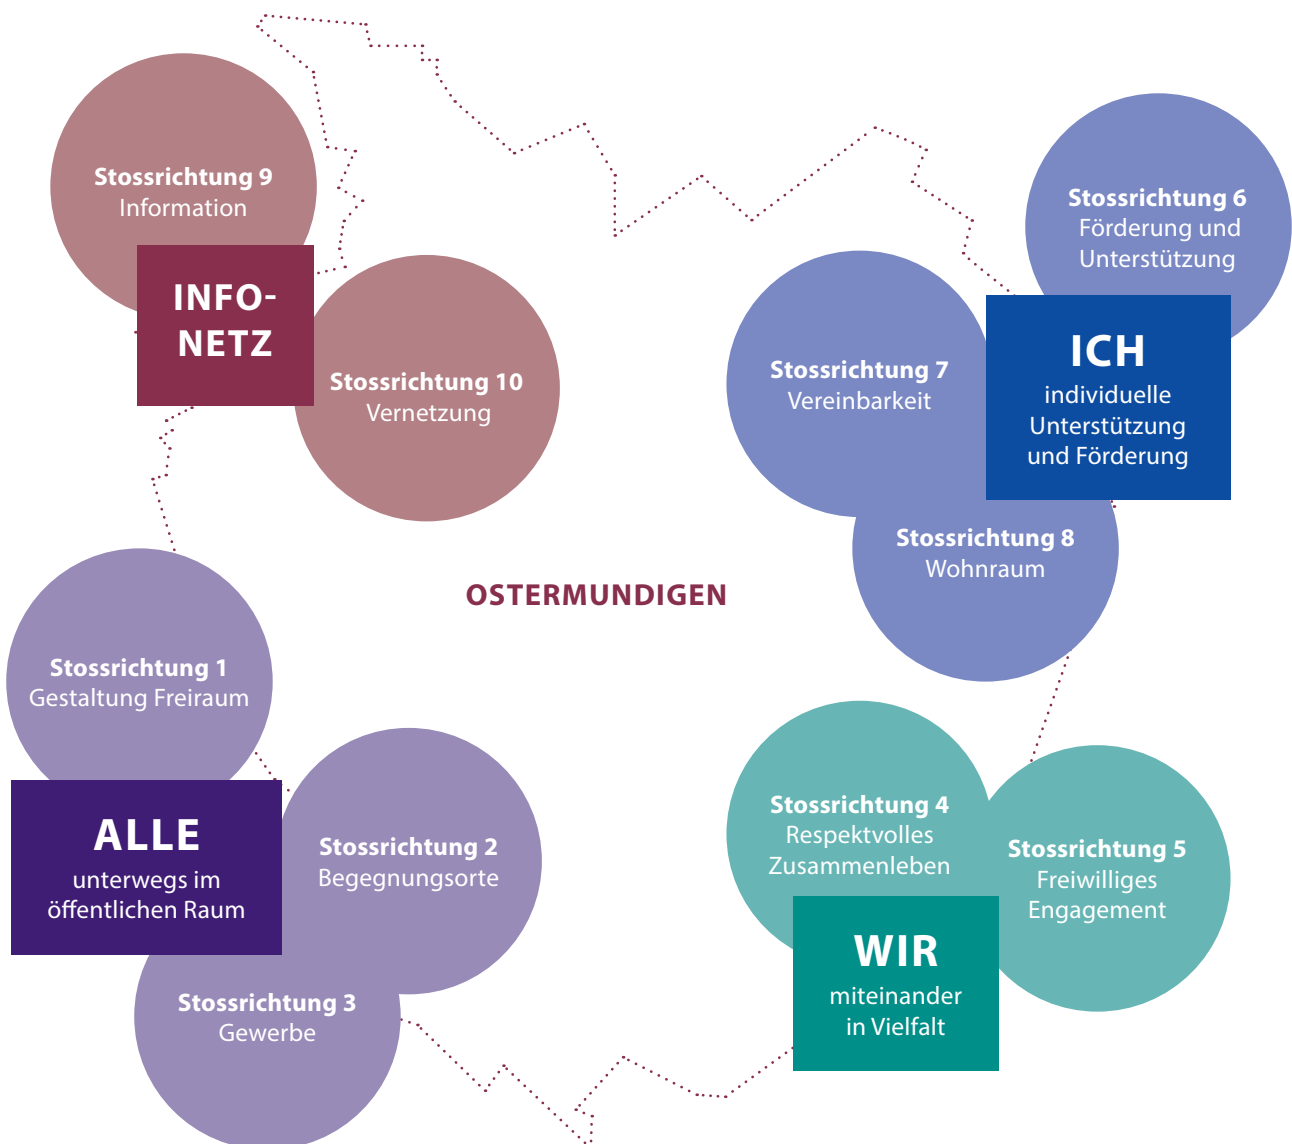 Stossrichtung 9
Information
INFO-
NETZ
Stossrichtung 10
Vernetzung
Stossrichtung 6
Förderung und
Unterstützung
Stossrichtung 7
Vereinbarkeit
ICH
individuelle
Unterstützung
und Förderung
Stossrichtung 8
Wohnraum
OSTERMUNDIGEN
Stossrichtung 1
Gestaltung Freiraum
ALLE
unterwegs im
öffentlichen Raum
Stossrichtung 2
Begegnungsorte
Stossrichtung 3
Gewerbe
Stossrichtung 4
Respektvolles
Zusammenleben
Stossrichtung 5
Freiwilliges
Engagement
WIR
miteinander
in Vielfalt